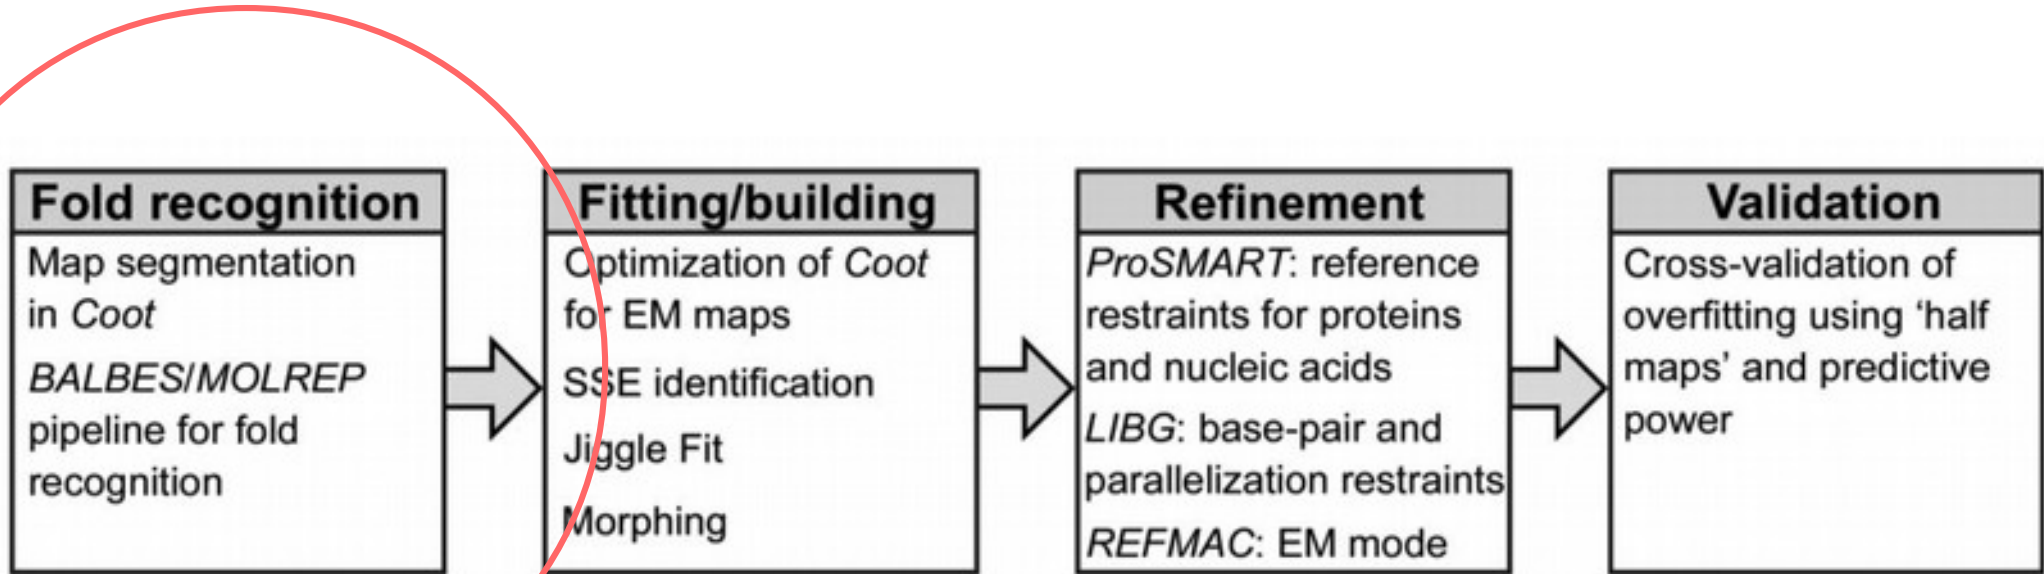 Fold recognition
Map segmentation
in Coot
BALBES/MOLREP
pipeline for fold
recognition
Fitting/building
Optimization of Coot
for EM maps
SSE identification
Jiggle Fit
Morphing
Refinement
ProSMART: reference
restraints for proteins
and nucleic acids
LIBG: base-pair and
parallelization restraints
REFMAC: EM mode
Validation
Cross-validation of
overfitting using ‘half
maps’ and predictive
power